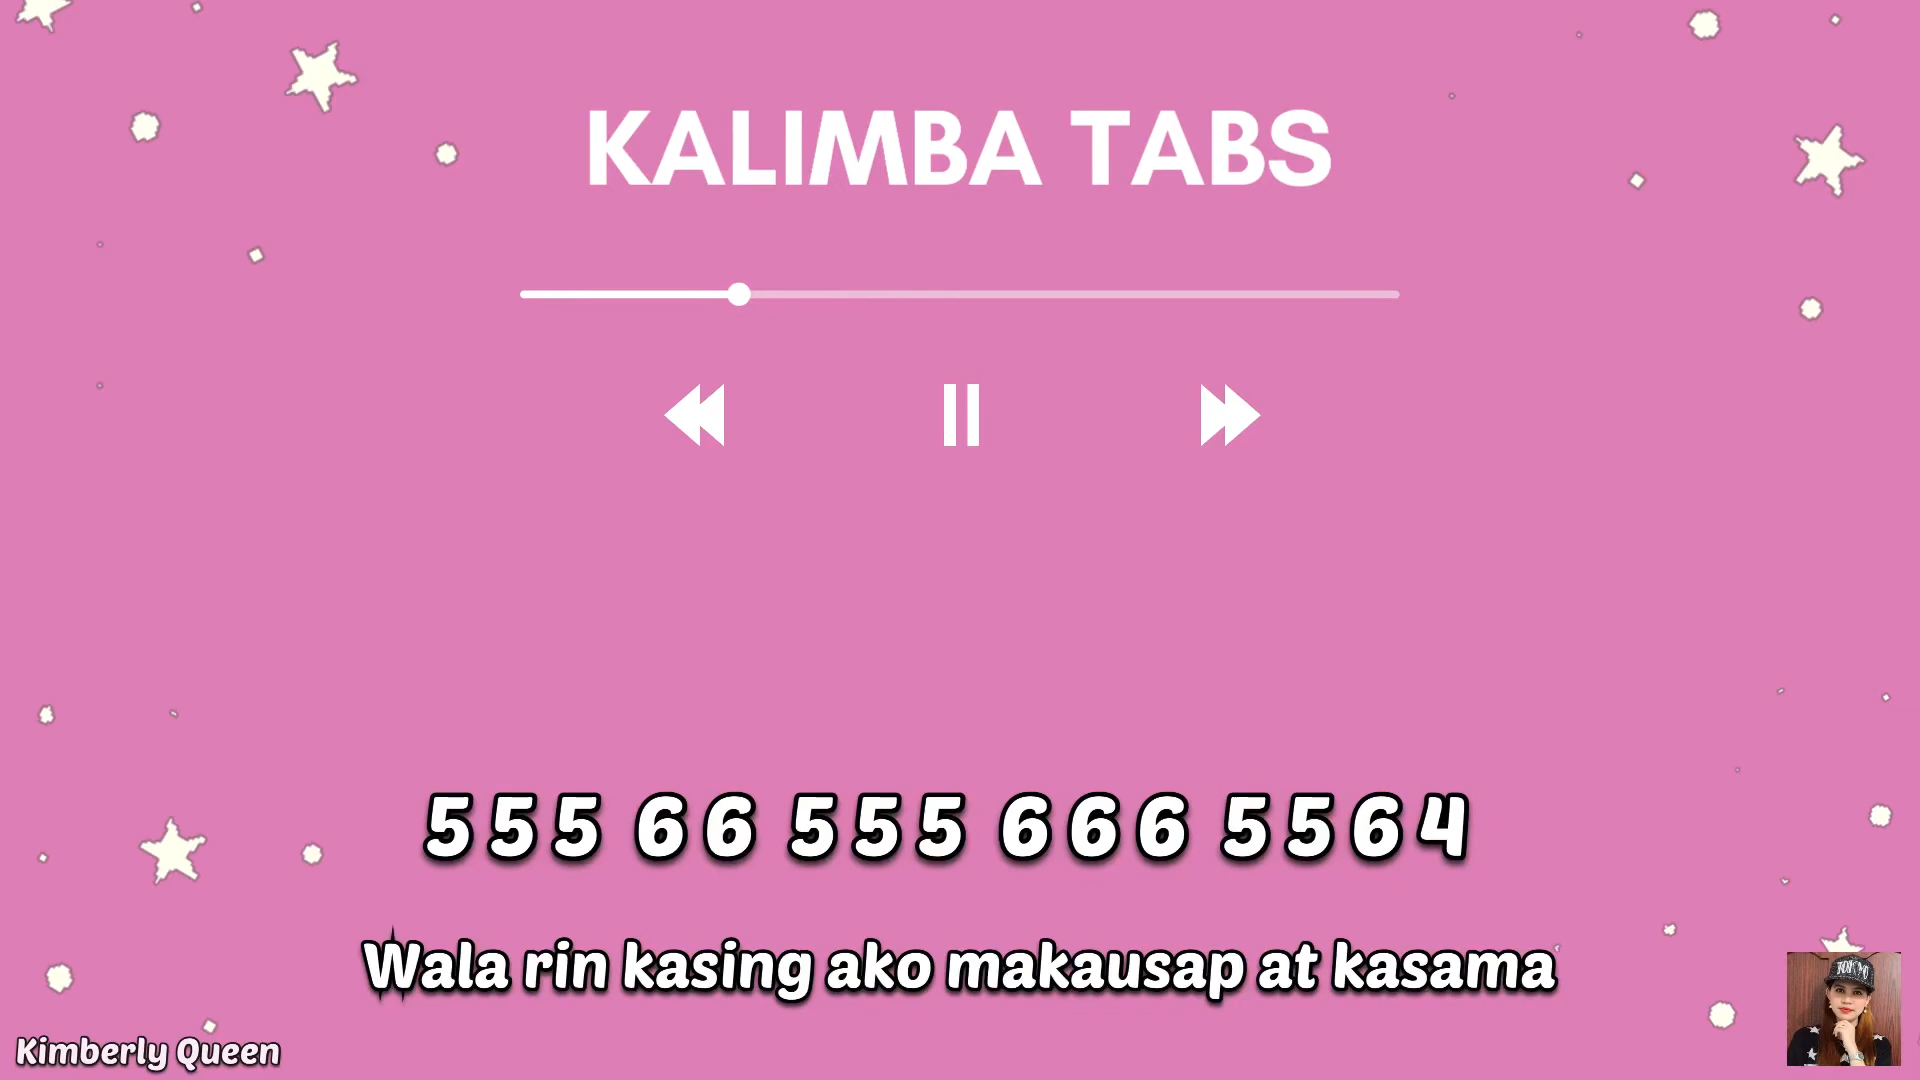 KALIMBA TABS
5 5 5 6 6 5 5 5 6 6 6 5 5 6 4
Wala rin kasing ako makausap at kasama
Kimberly Queen